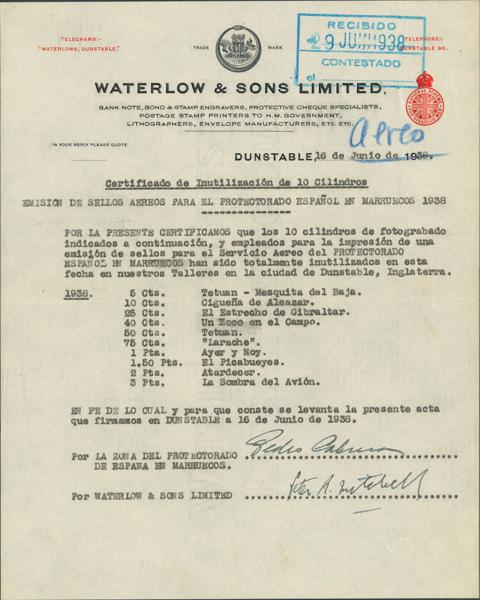 TELEGRAMS:-
"WATERLOWS, DUNSTABLE."
TRADE MARK
RECIBIDO
29 JUN 1938
CONTESTADO
el
TELEPHONE:
DUNSTABLE 96.
WATERLOW & SONS LIMITED.
BANK NOTE, BOND & STAMP ENGRAVERS, PROTECTIVE CHEQUE SPECIALISTS,
POSTAGE STAMP PRINTERS TO H.M. GOVERNMENT,
LITHOGRAPHERS, ENVELOPE MANUFACTURERS, ETC. ETC.
Aereo
IN YOUR REPLY PLEASE QUOTE
DUNSTABLE, 16 de Junio de 1938.
Certificado de Inutilización de 10 Cilindros
EMISIÓN DE SELLOS AEREOS PARA EL PROTECTORADO ESPAÑOL EN MARRUECOS 1938
---------------
POR LA PRESENTE CERTIFICAMOS que los 10 cilindros de fotograbado
indicados a continuación, y empleados para la impresión de una
emisión de sellos para el Servicio Aereo del PROTECTORADO
ESPAÑOL EN MARRUECOS han sido totalmente inutilizados en esta
fecha en nuestros Talleres en la ciudad de Dunstable, Inglaterra.
1938. 5 Cts. Tetuan - Mesquita del Baja.
10 Cts. Cigueña de Alcazar.
25 Cts. El Estrecho de Gibraltar.
40 Cts. Un Zoco en el Campo.
50 Cts. Tetuan.
75 Cts. "Larache".
1 Pta. Ayer y Hoy.
1.50 Pts. El Picabueyes.
2 Pts. Atardecer.
3 Pts. La Sombra del Avión.
EN FE DE LO CUAL y para que conste se levanta la presente acta
que firmamos en DUNSTABLE a 16 de Junio de 1938.
Por LA ZONA DEL PROTECTORADO
DE ESPAÑA EN MARRUECOS.
Pedro
Por WATERLOW & SONS LIMITED
Peter R. Mitchell